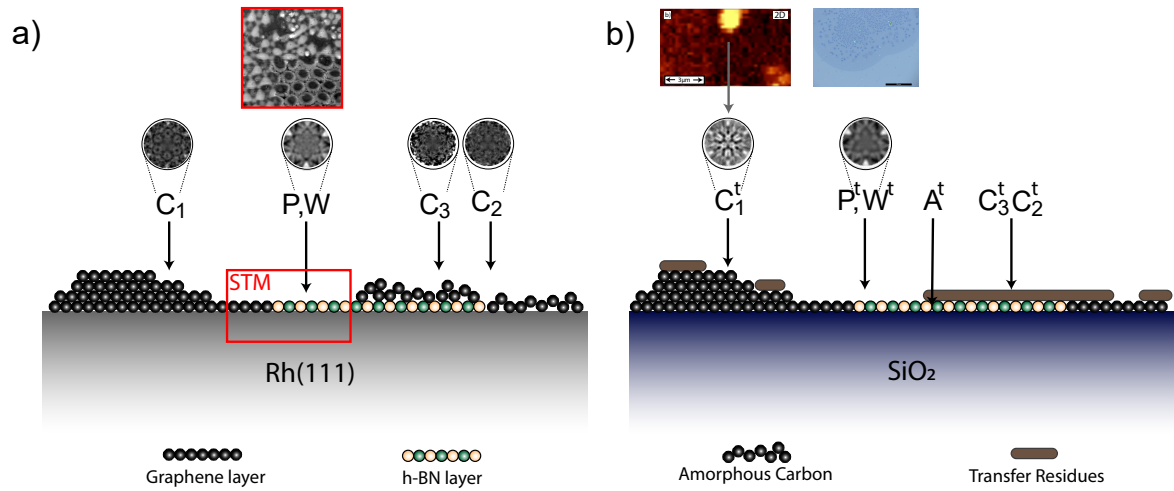 a)
C₁
P,W
C₃
C₂
STM
Rh(111)
Graphene layer
h-BN layer
b)
b)
2D
3μm
C₁ᵗ
Pᵗ,Wᵗ
Aᵗ
C₃ᵗC₂ᵗ
SiO₂
Amorphous Carbon
Transfer Residues